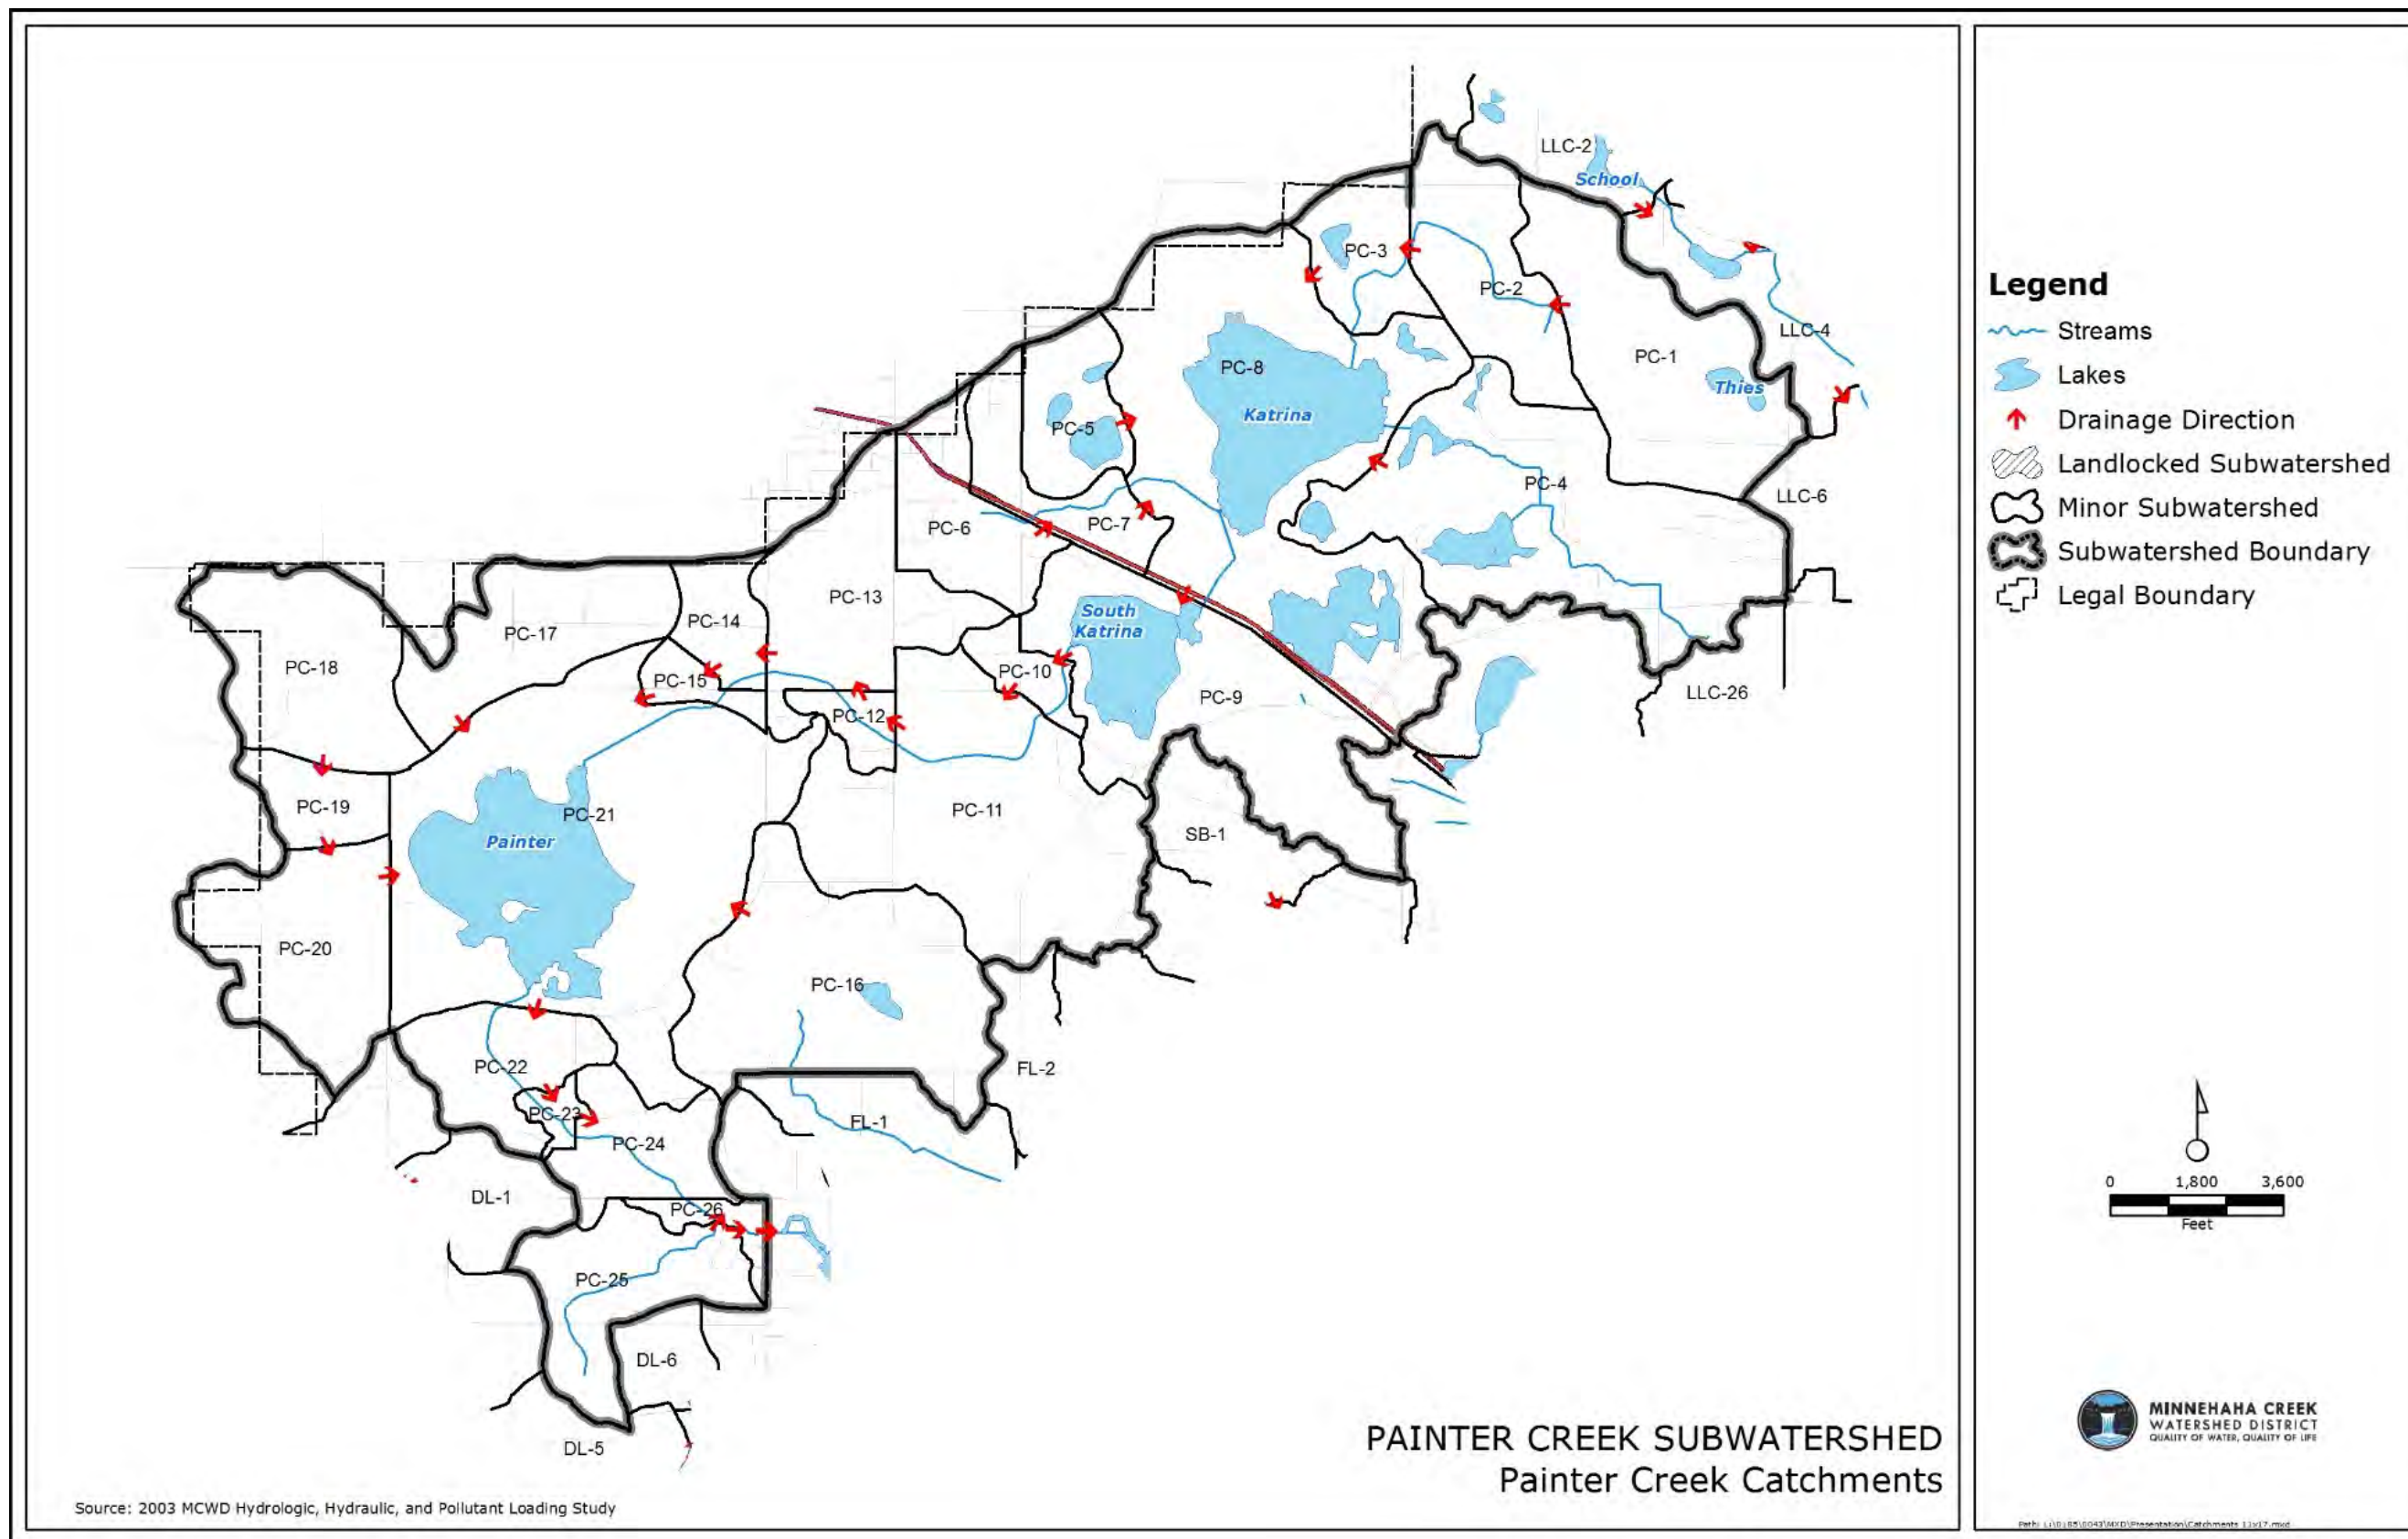 LLC-2
School
PC-3
PC-2
LLC-4
PC-1
PC-8
Thies
Katrina
PC-5
PC-4
LLC-6
PC-7
PC-6
PC-13
South
Katrina
PC-14
PC-17
PC-18
PC-10
PC-15
PC-9
LLC-26
PC-12
PC-19
PC-21
PC-11
SB-1
Painter
PC-20
PC-16
PC-22
FL-2
PC-23
FL-1
PC-24
DL-1
PC-26
PC-25
DL-6
DL-5
PAINTER CREEK SUBWATERSHED
Painter Creek Catchments
Source: 2003 MCWD Hydrologic, Hydraulic, and Pollutant Loading Study
Legend
Streams
Lakes
Drainage Direction
Landlocked Subwatershed
Minor Subwatershed
Subwatershed Boundary
Legal Boundary
0 1,800 3,600
Feet
MINNEHAHA CREEK
WATERSHED DISTRICT
QUALITY OF WATER, QUALITY OF LIFE